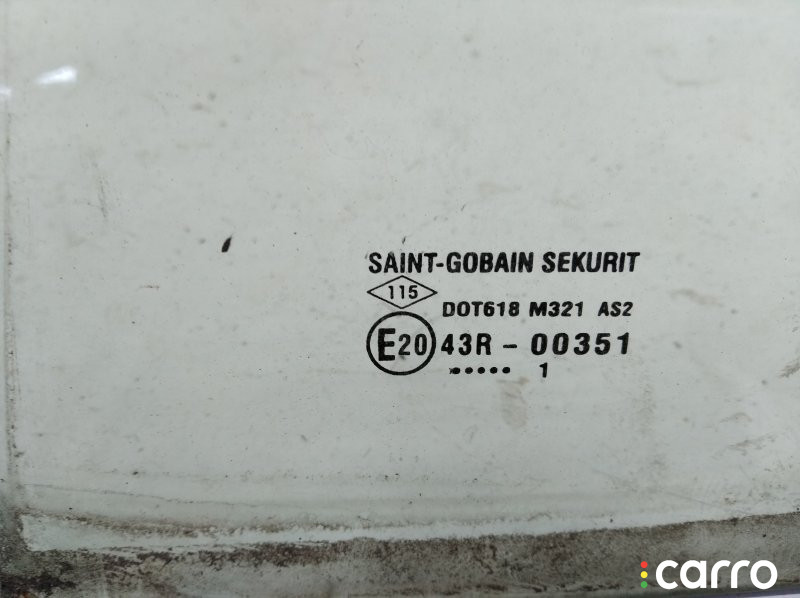 SAINT-GOBAIN SEKURIT
115
DOT618 M321 AS2
E20 43R - 00351
••••• 1
carro